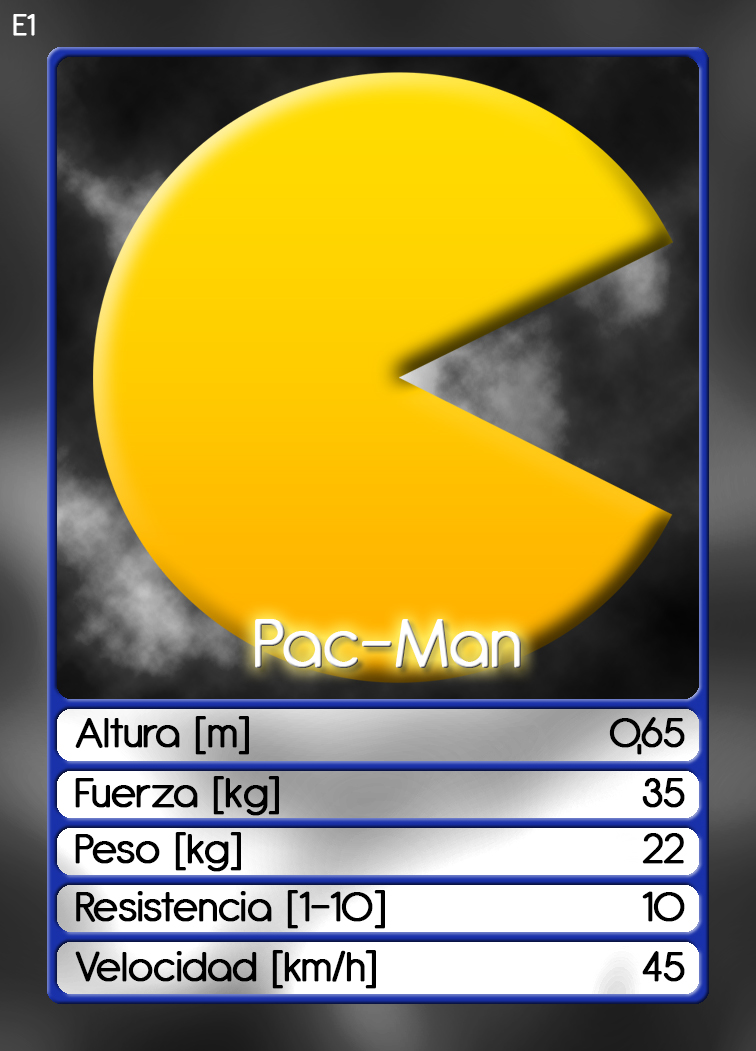 E1
Pac-Man
Altura [m] 0,65
Fuerza [kg] 35
Peso [kg] 22
Resistencia [1-10] 10
Velocidad [km/h] 45